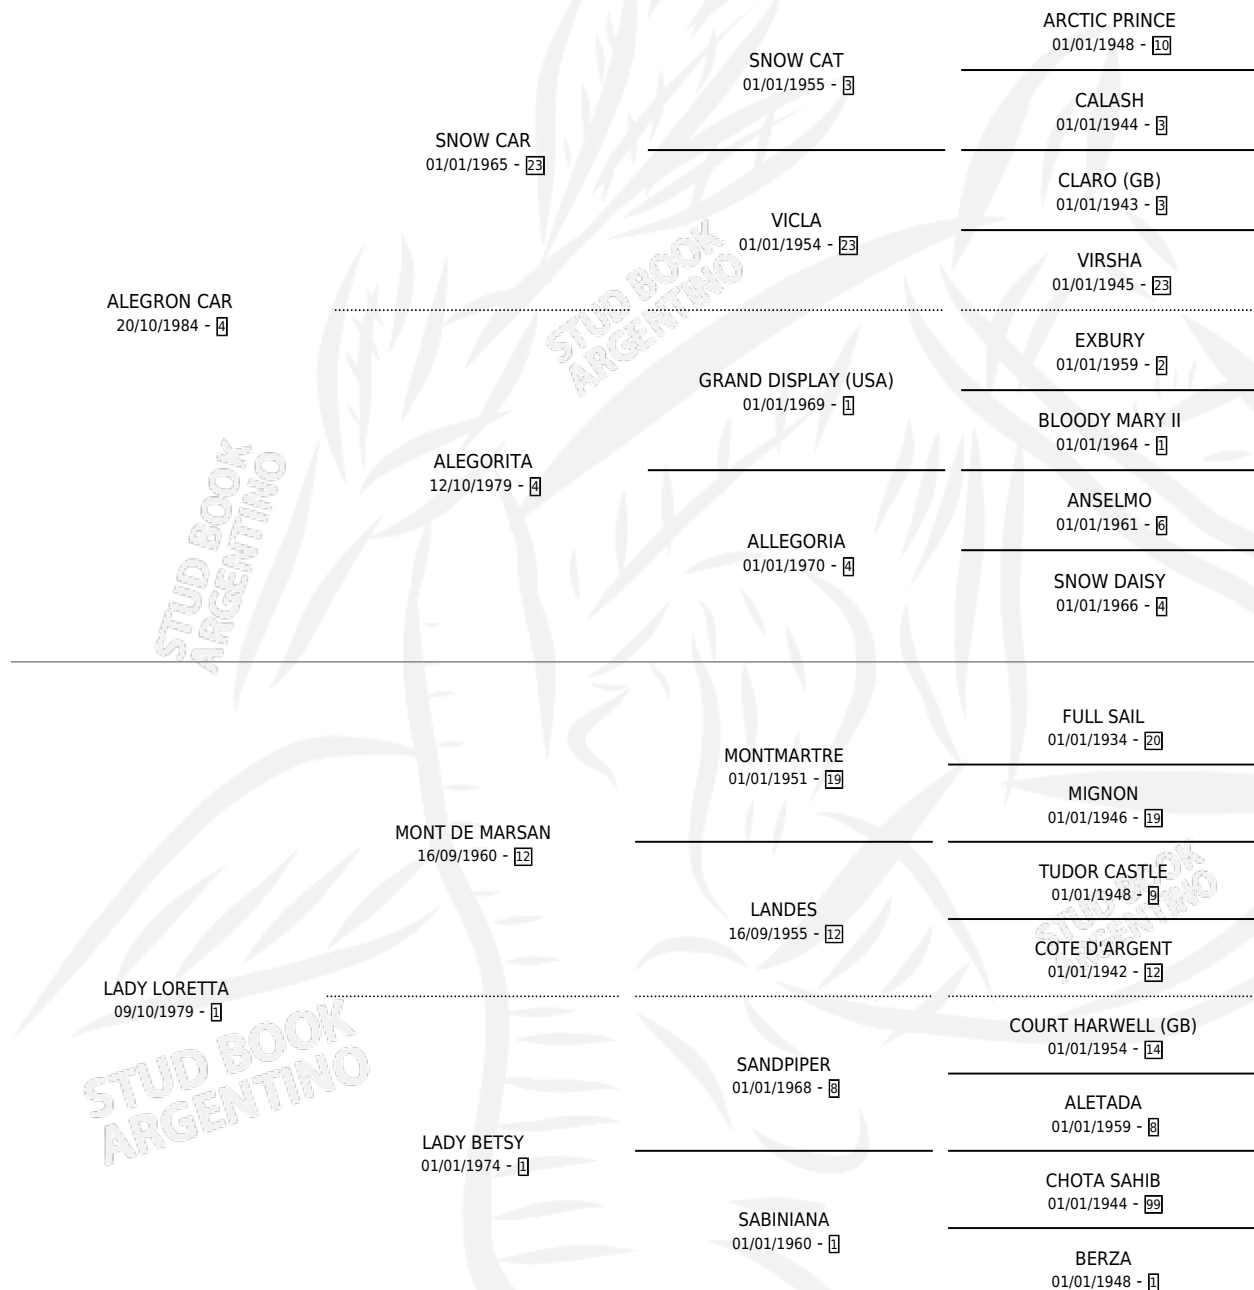 ARCTIC PRINCE
01/01/1948 - 10
SNOW CAT
01/01/1955 - 3
CALASH
01/01/1944 - 3
SNOW CAR
01/01/1965 - 23
CLARO (GB)
01/01/1943 - 3
VICLA
01/01/1954 - 23
VIRSHA
01/01/1945 - 23
ALEGRON CAR
20/10/1984 - 4
EXBURY
01/01/1959 - 2
GRAND DISPLAY (USA)
01/01/1969 - 1
BLOODY MARY II
01/01/1964 - 1
ALEGORITA
12/10/1979 - 4
ANSELMO
01/01/1961 - 6
ALLEGORIA
01/01/1970 - 4
SNOW DAISY
01/01/1966 - 4
STUD BOOK
ARGENTINO
STUD BOOK
ARGENTINO
FULL SAIL
01/01/1934 - 20
MONTMARTRE
01/01/1951 - 19
MIGNON
01/01/1946 - 19
MONT DE MARSAN
16/09/1960 - 12
TUDOR CASTLE
01/01/1948 - 9
LANDES
16/09/1955 - 12
COTE D'ARGENT
01/01/1942 - 12
LADY LORETTA
09/10/1979 - 1
COURT HARWELL (GB)
01/01/1954 - 14
SANDPIPER
01/01/1968 - 8
ALETADA
01/01/1959 - 8
LADY BETSY
01/01/1974 - 1
CHOTA SAHIB
01/01/1944 - 99
SABINIANA
01/01/1960 - 1
BERZA
01/01/1948 - 1
STUD BOOK
ARGENTINO
STUD BOOK
ARGENTINO